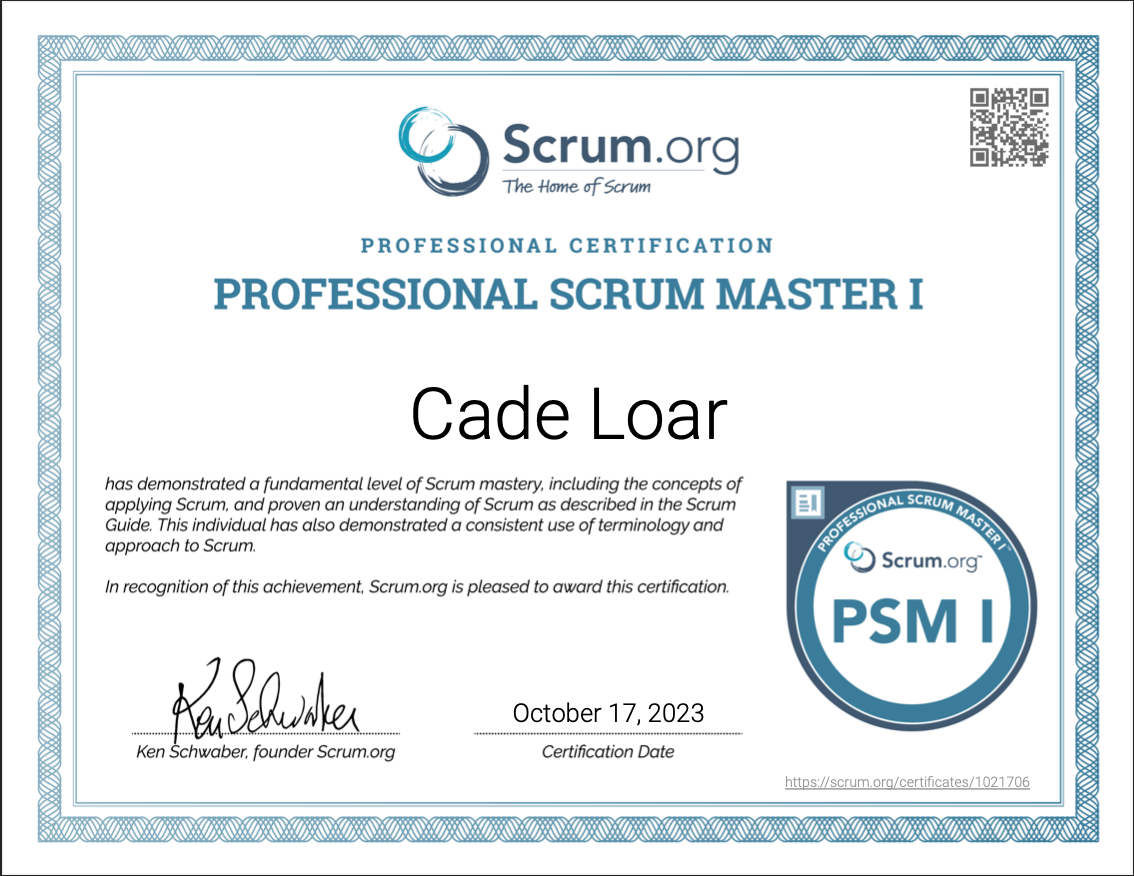 Scrum.org
The Home of Scrum
PROFESSIONAL CERTIFICATION
PROFESSIONAL SCRUM MASTER I
Cade Loar
has demonstrated a fundamental level of Scrum mastery, including the concepts of
applying Scrum, and proven an understanding of Scrum as described in the Scrum
Guide. This individual has also demonstrated a consistent use of terminology and
approach to Scrum.
In recognition of this achievement, Scrum.org is pleased to award this certification.
PROFESSIONAL SCRUM MASTER I™
Scrum.org™
PSM I
Ken Schwaber
Ken Schwaber, founder Scrum.org
October 17, 2023
Certification Date
https://scrum.org/certificates/1021706